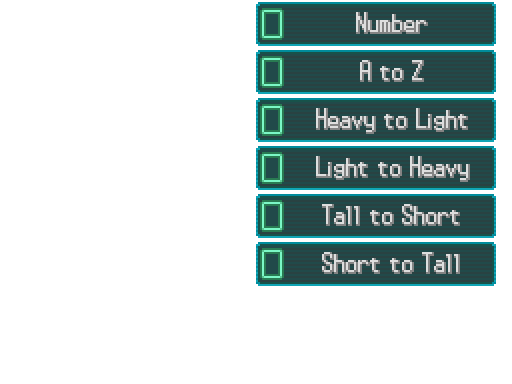 Number
A to Z
Heavy to Light
Light to Heavy
Tall to Short
Short to Tall